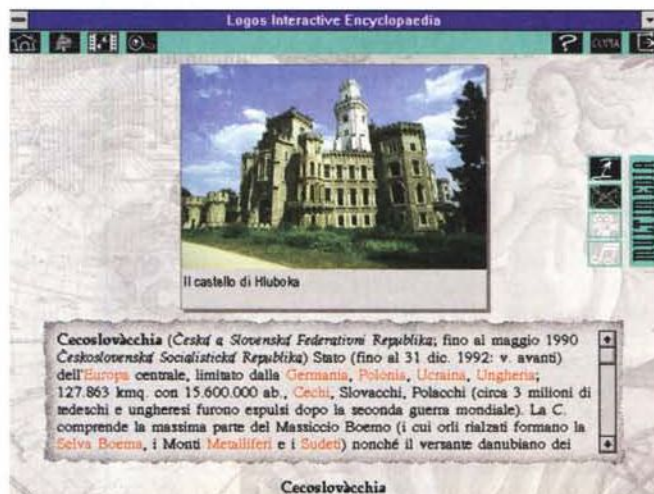 Logos Interactive Encyclopaedia
?
COPIA
MULTIMEDIA
Il castello di Hluboka
Cecoslovàcchia (Česká a Slovenská Federativní Republika; fino al maggio 1990
Československá Socialistická Republika) Stato (fino al 31 dic. 1992: v. avanti)
dell'Europa centrale, limitato dalla Germania, Polonia, Ucraina, Ungheria;
127.863 kmq. con 15.600.000 ab., Cechi, Slovacchi, Polacchi (circa 3 milioni di
tedeschi e ungheresi furono espulsi dopo la seconda guerra mondiale). La C.
comprende la massima parte del Massiccio Boemo (i cui orli rialzati formano la
Selva Boema, i Monti Metalliferi e i Sudeti) nonché il versante danubiano dei
Cecoslovàcchia